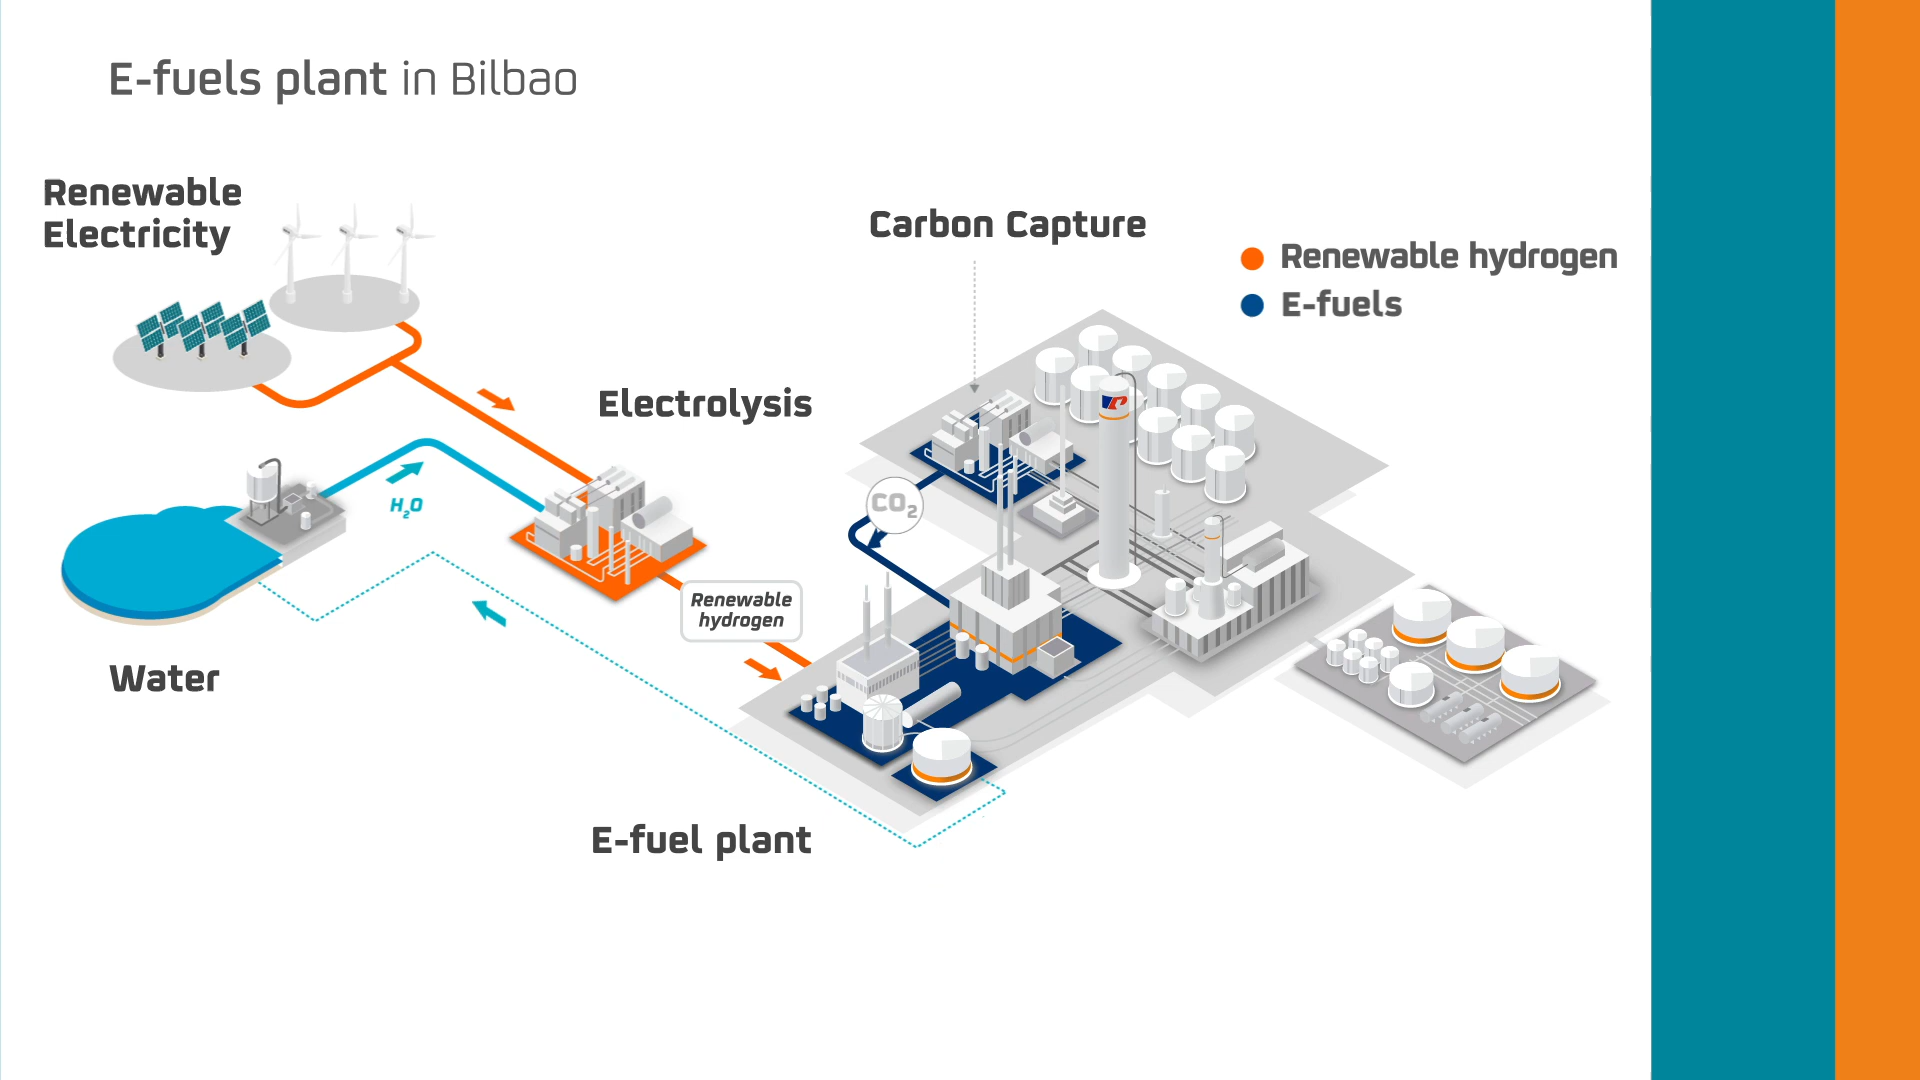 E-fuels plant in Bilbao
Renewable
Electricity
Carbon Capture
Renewable hydrogen
E-fuels
Electrolysis
H₂O
CO₂
Renewable
hydrogen
Water
E-fuel plant